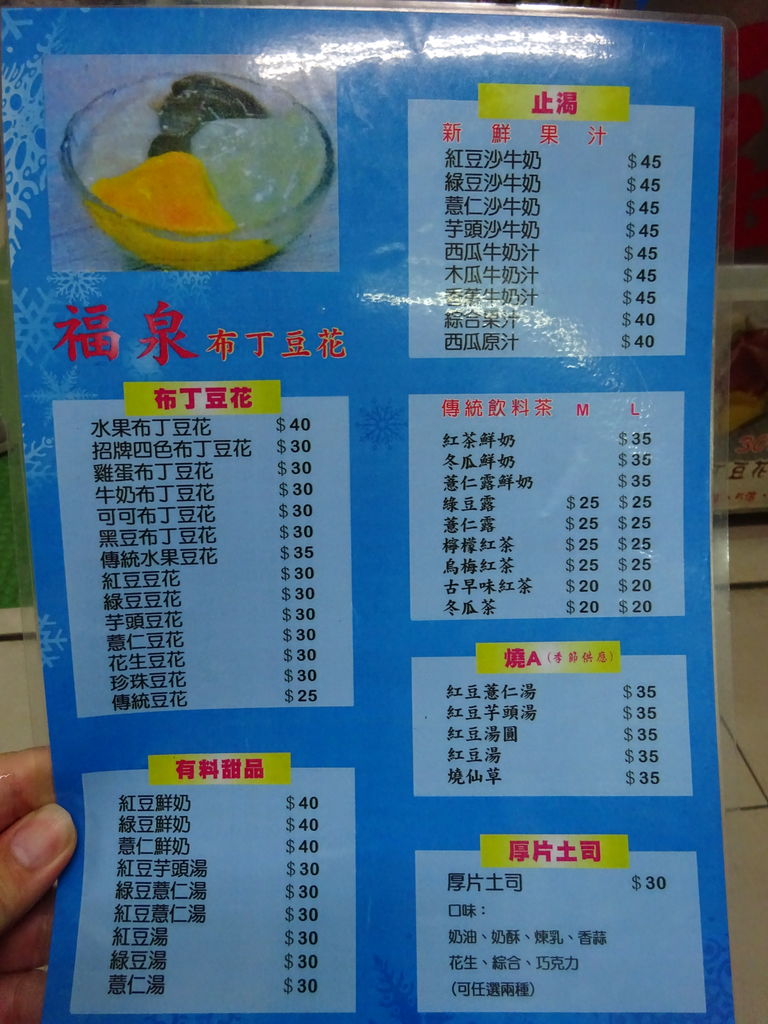 福泉布丁豆花
布丁豆花
水果布丁豆花 $40
招牌四色布丁豆花 $30
雞蛋布丁豆花 $30
牛奶布丁豆花 $30
可可布丁豆花 $30
黑豆布丁豆花 $30
傳統水果豆花 $35
紅豆豆花 $30
綠豆豆花 $30
芋頭豆花 $30
薏仁豆花 $30
花生豆花 $30
珍珠豆花 $30
傳統豆花 $25
有料甜品
紅豆鮮奶 $40
綠豆鮮奶 $40
薏仁鮮奶 $40
紅豆芋頭湯 $30
綠豆薏仁湯 $30
紅豆薏仁湯 $30
紅豆湯 $30
綠豆湯 $30
薏仁湯 $30
止渴
新鮮果汁
紅豆沙牛奶 $45
綠豆沙牛奶 $45
薏仁沙牛奶 $45
芋頭沙牛奶 $45
西瓜牛奶汁 $45
木瓜牛奶汁 $45
香蕉牛奶汁 $45
綜合果汁 $40
西瓜原汁 $40
傳統飲料茶 M L
紅茶鮮奶 $35
冬瓜鮮奶 $35
薏仁露鮮奶 $35
綠豆露 $25 $25
薏仁露 $25 $25
檸檬紅茶 $25 $25
烏梅紅茶 $25 $25
古早味紅茶 $20 $20
冬瓜茶 $20 $20
燒A(季節供應)
紅豆薏仁湯 $35
紅豆芋頭湯 $35
紅豆湯圓 $35
紅豆湯 $35
燒仙草 $35
厚片土司
厚片土司 $30
口味：
奶油、奶酥、煉乳、香蒜
花生、綜合、巧克力
(可任選兩種)
豆花